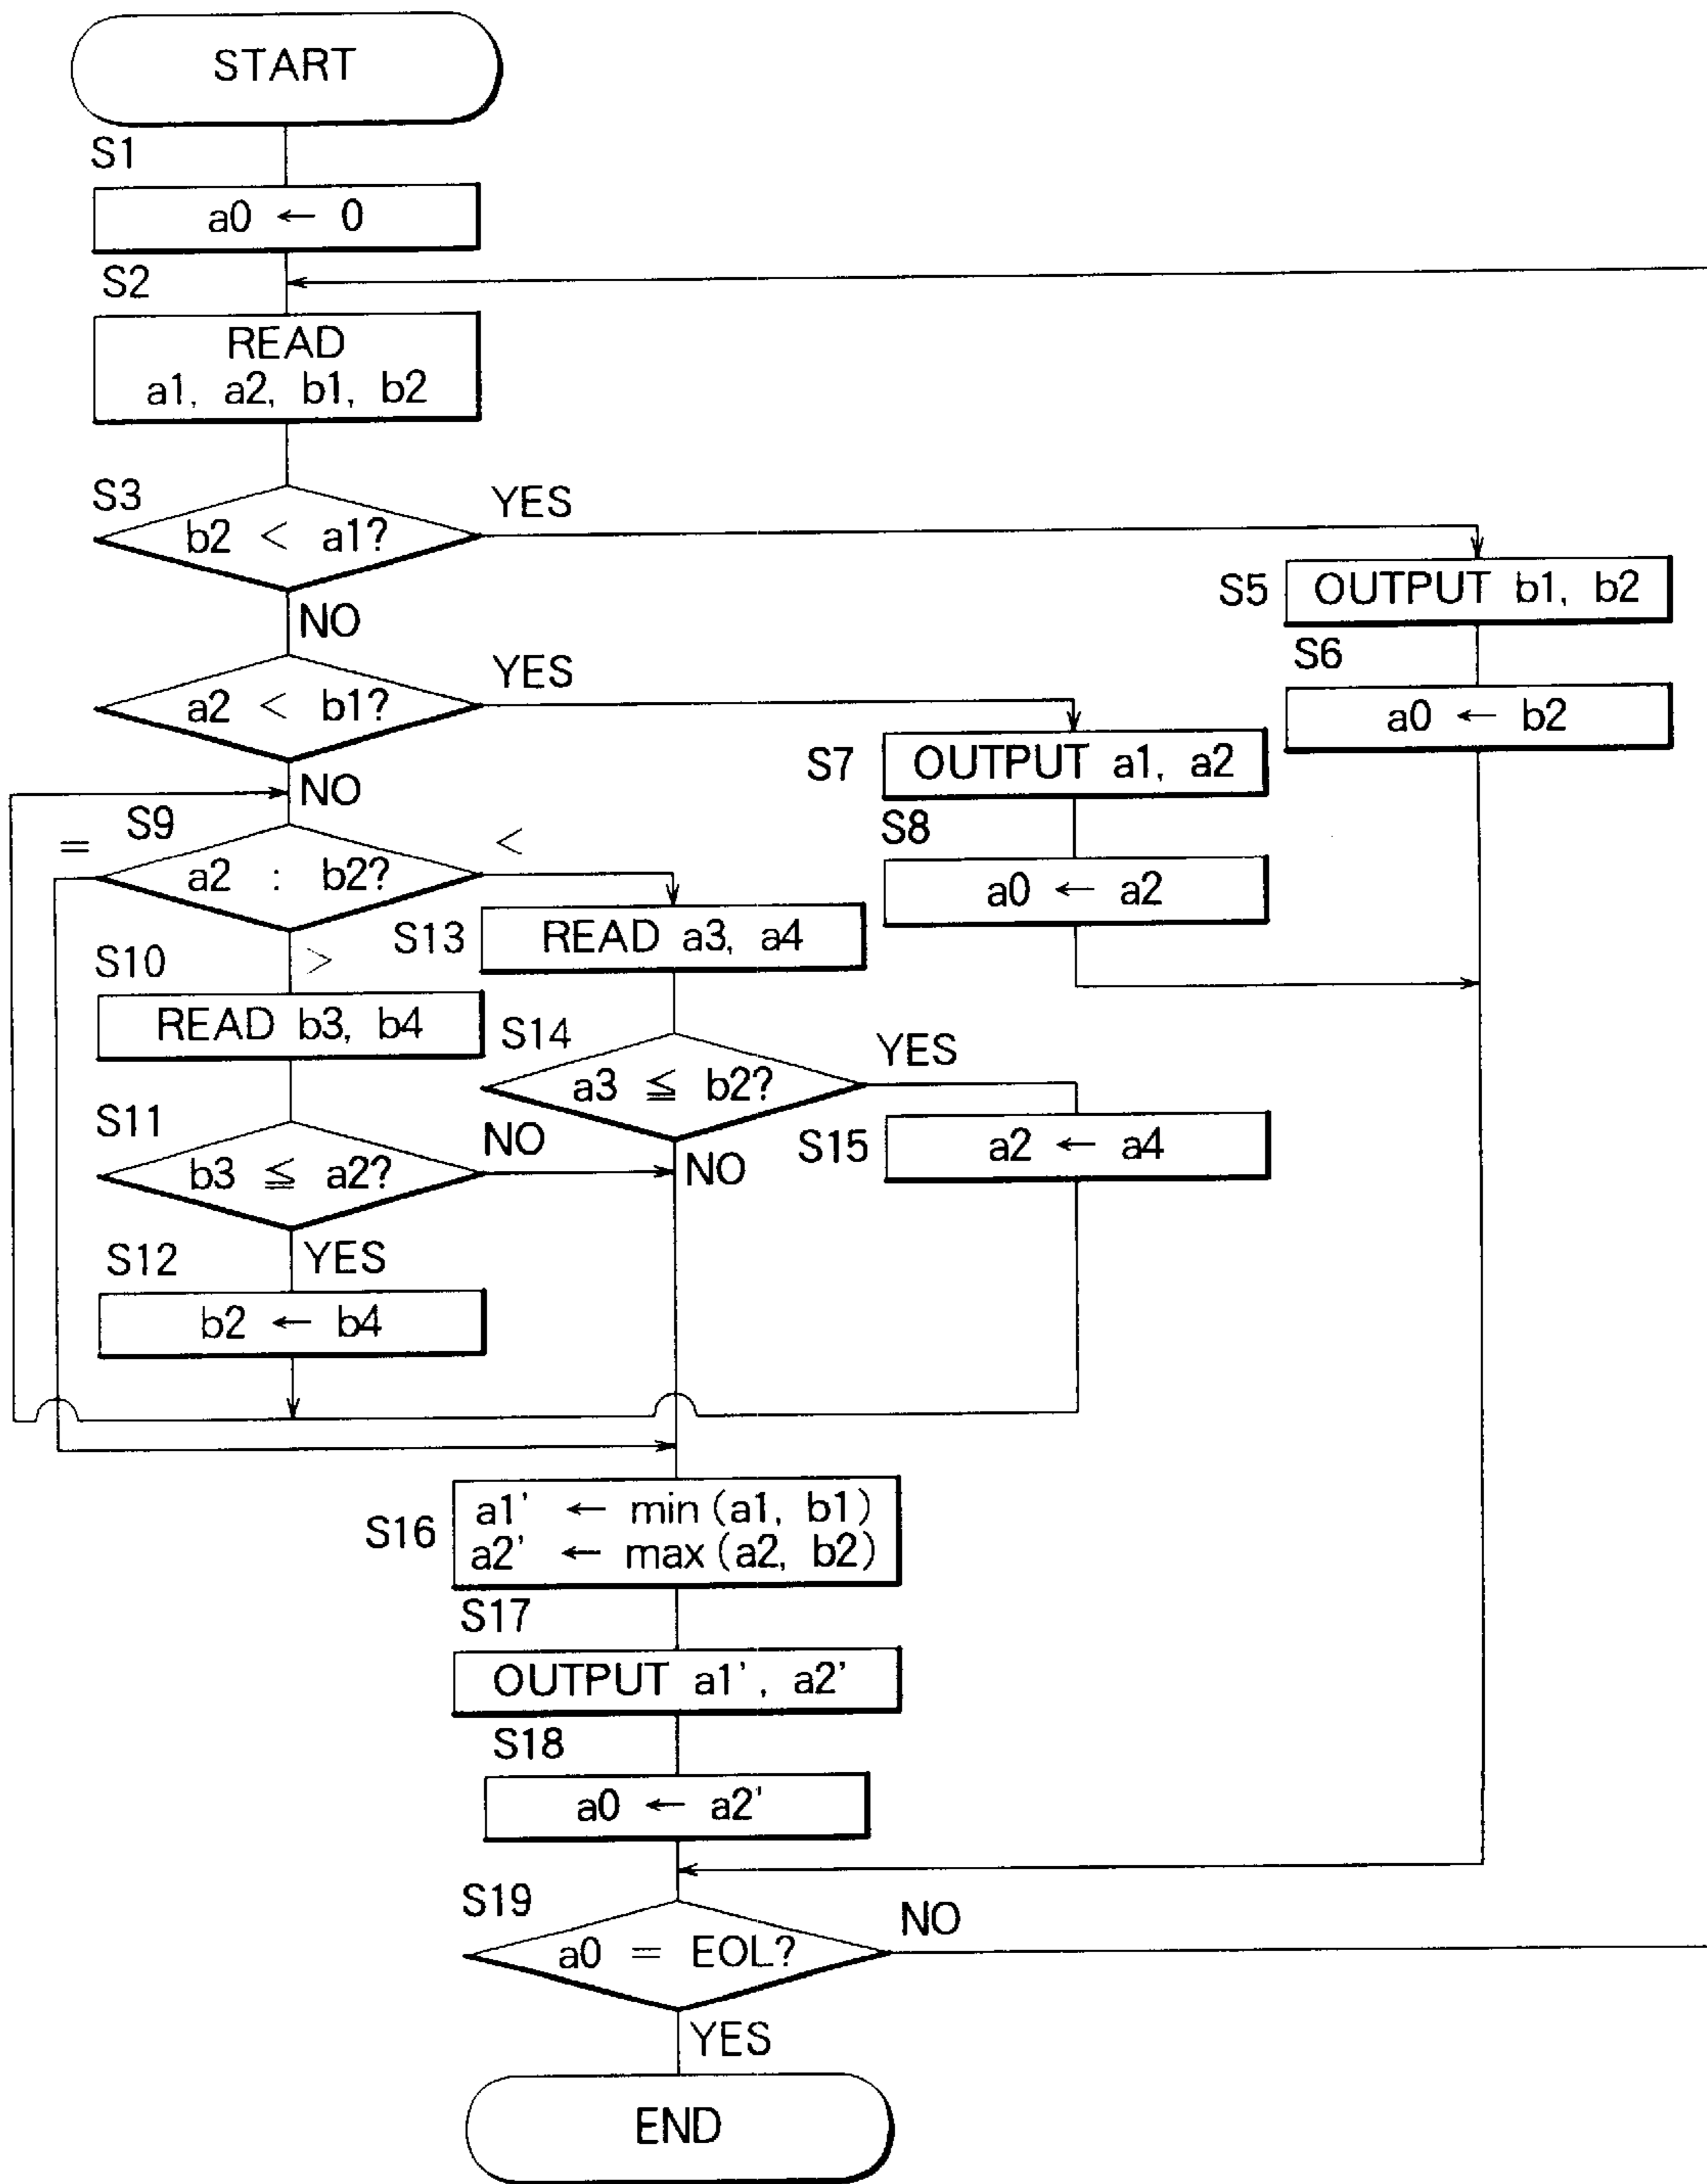 START
S1
a0 ← 0
S2
READ
a1, a2, b1, b2
S3
b2 < a1?
YES
NO
S5
OUTPUT b1, b2
S6
a0 ← b2
a2 < b1?
YES
NO
S7
OUTPUT a1, a2
S8
a0 ← a2
S9
=
a2 : b2?
<
>
S13
READ a3, a4
S10
READ b3, b4
S14
a3 ≦ b2?
YES
NO
S15
a2 ← a4
S11
b3 ≦ a2?
NO
YES
S12
b2 ← b4
S16
a1' ← min (a1, b1)
a2' ← max (a2, b2)
S17
OUTPUT a1', a2'
S18
a0 ← a2'
S19
a0 = EOL?
NO
YES
END